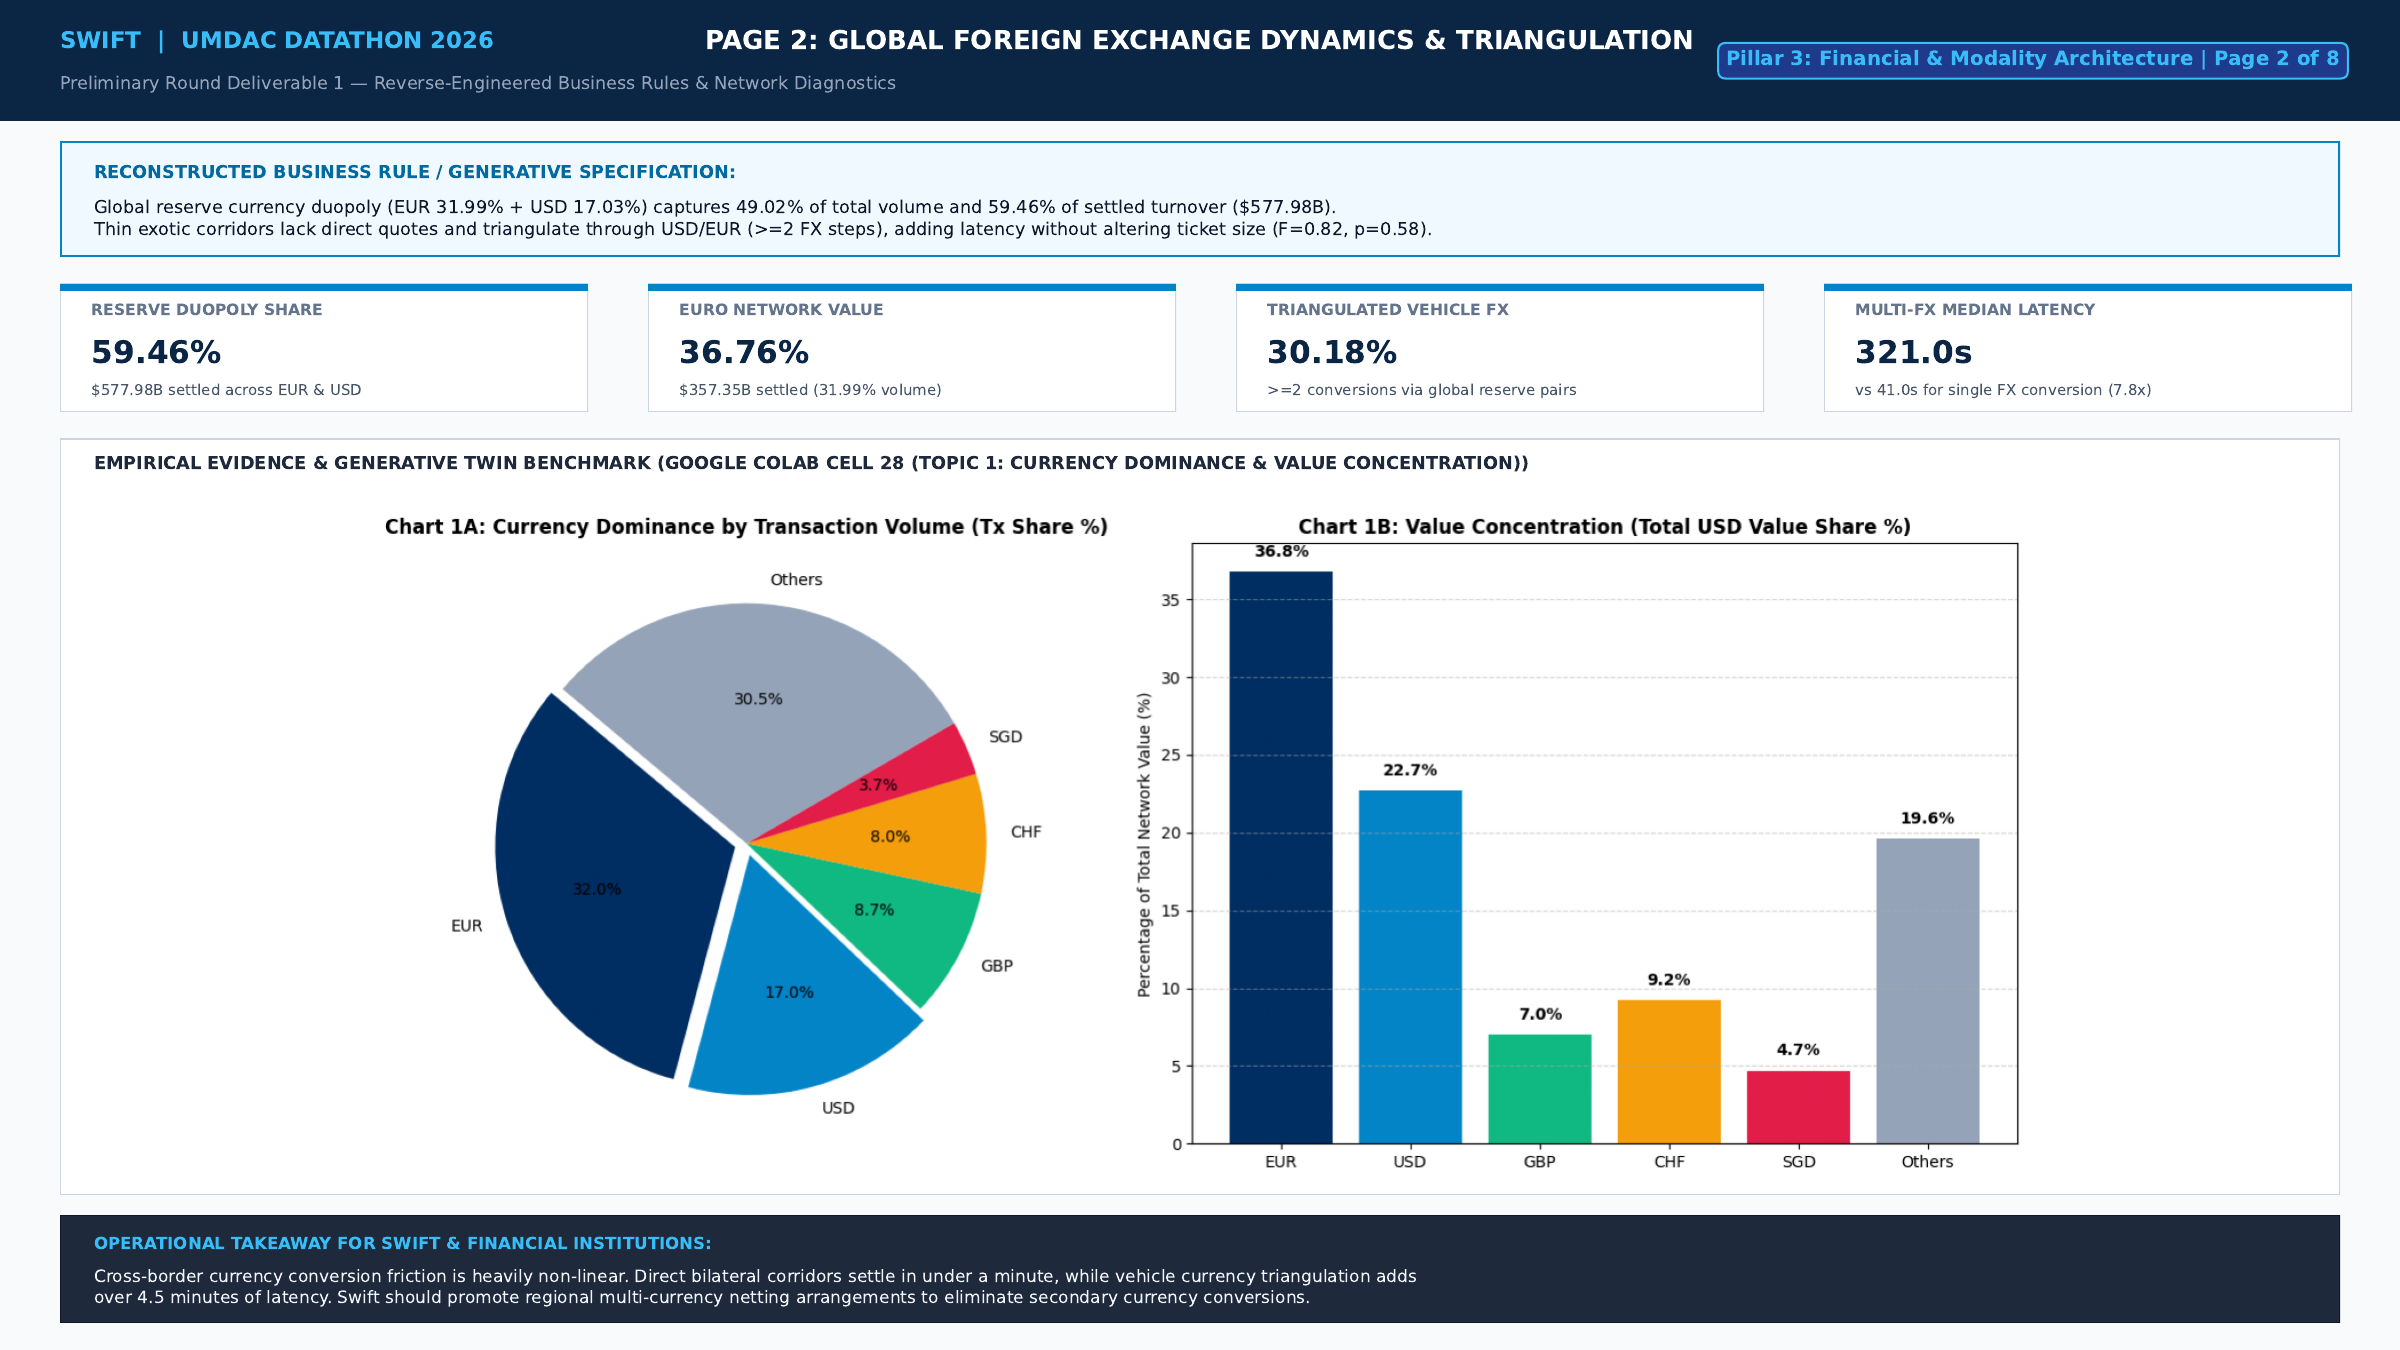 SWIFT | UMDAC DATATHON 2026
PAGE 2: GLOBAL FOREIGN EXCHANGE DYNAMICS & TRIANGULATION
Pillar 3: Financial & Modality Architecture | Page 2 of 8
Preliminary Round Deliverable 1 — Reverse-Engineered Business Rules & Network Diagnostics
RECONSTRUCTED BUSINESS RULE / GENERATIVE SPECIFICATION:
Global reserve currency duopoly (EUR 31.99% + USD 17.03%) captures 49.02% of total volume and 59.46% of settled turnover ($577.98B).
Thin exotic corridors lack direct quotes and triangulate through USD/EUR (>=2 FX steps), adding latency without altering ticket size (F=0.82, p=0.58).
RESERVE DUOPOLY SHARE
59.46%
$577.98B settled across EUR & USD
EURO NETWORK VALUE
36.76%
$357.35B settled (31.99% volume)
TRIANGULATED VEHICLE FX
30.18%
>=2 conversions via global reserve pairs
MULTI-FX MEDIAN LATENCY
321.0s
vs 41.0s for single FX conversion (7.8x)
EMPIRICAL EVIDENCE & GENERATIVE TWIN BENCHMARK (GOOGLE COLAB CELL 28 (TOPIC 1: CURRENCY DOMINANCE & VALUE CONCENTRATION))
Chart 1A: Currency Dominance by Transaction Volume (Tx Share %)
Others
30.5%
SGD
3.7%
CHF
8.0%
GBP
8.7%
EUR
32.0%
USD
17.0%
Chart 1B: Value Concentration (Total USD Value Share %)
Percentage of Total Network Value (%)
35
30
25
20
15
10
5
0
36.8%
22.7%
7.0%
9.2%
4.7%
19.6%
EUR
USD
GBP
CHF
SGD
Others
OPERATIONAL TAKEAWAY FOR SWIFT & FINANCIAL INSTITUTIONS:
Cross-border currency conversion friction is heavily non-linear. Direct bilateral corridors settle in under a minute, while vehicle currency triangulation adds
over 4.5 minutes of latency. Swift should promote regional multi-currency netting arrangements to eliminate secondary currency conversions.